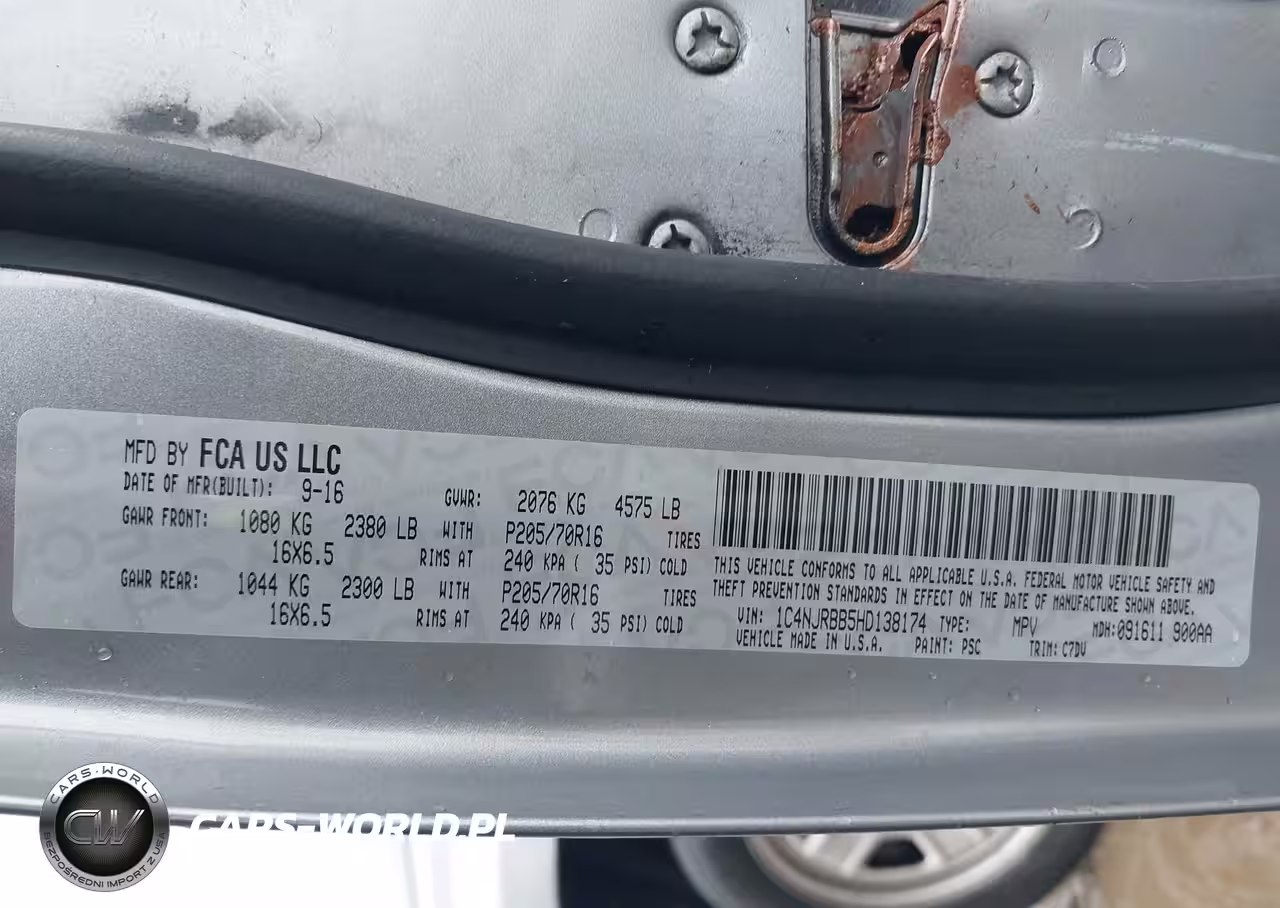 MFD BY FCA US LLC
DATE OF MFR(BUILT): 9-16 GVWR: 2076 KG 4575 LB
GAWR FRONT: 1080 KG 2380 LB WITH P205/70R16 TIRES
16X6.5 RIMS AT 240 KPA ( 35 PSI) COLD
GAWR REAR: 1044 KG 2300 LB WITH P205/70R16 TIRES
16X6.5 RIMS AT 240 KPA ( 35 PSI) COLD
THIS VEHICLE CONFORMS TO ALL APPLICABLE U.S.A. FEDERAL MOTOR VEHICLE SAFETY AND
THEFT PREVENTION STANDARDS IN EFFECT ON THE DATE OF MANUFACTURE SHOWN ABOVE.
VIN: 1C4NJRBB5HD138174 TYPE: MPV MDH:091611 900AA
VEHICLE MADE IN U.S.A. PAINT: PSC TRIM: C7DV
CARS-WORLD
CW
BEZPOŚREDNI IMPORT Z USA
CARS-WORLD.PL